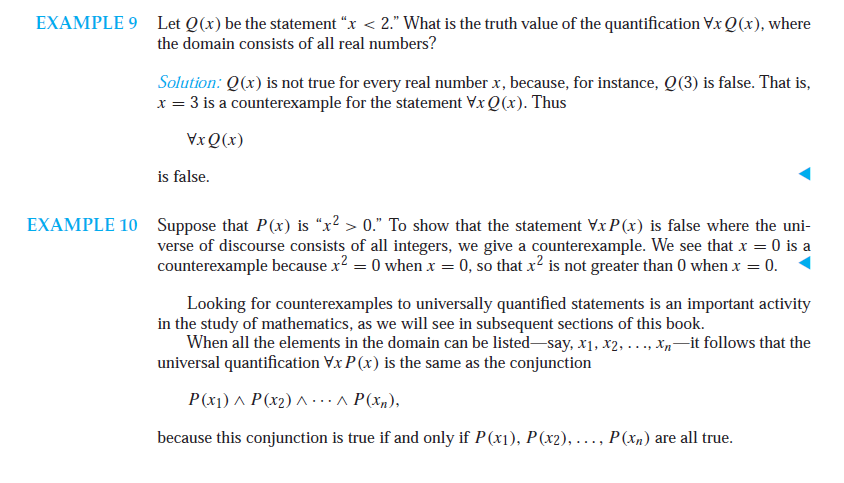 EXAMPLE 9 Let Q(x) be the statement “x < 2.” What is the truth value of the quantification ∀xQ(x), where
the domain consists of all real numbers?
Solution: Q(x) is not true for every real number x, because, for instance, Q(3) is false. That is,
x = 3 is a counterexample for the statement ∀xQ(x). Thus
∀xQ(x)
is false.
EXAMPLE 10 Suppose that P(x) is “x² > 0.” To show that the statement ∀xP(x) is false where the uni-
verse of discourse consists of all integers, we give a counterexample. We see that x = 0 is a
counterexample because x² = 0 when x = 0, so that x² is not greater than 0 when x = 0.
Looking for counterexamples to universally quantified statements is an important activity
in the study of mathematics, as we will see in subsequent sections of this book.
When all the elements in the domain can be listed—say, x₁, x₂, . . ., xₙ—it follows that the
universal quantification ∀xP(x) is the same as the conjunction
P(x₁) ∧ P(x₂) ∧ · · · ∧ P(xₙ),
because this conjunction is true if and only if P(x₁), P(x₂), . . . , P(xₙ) are all true.